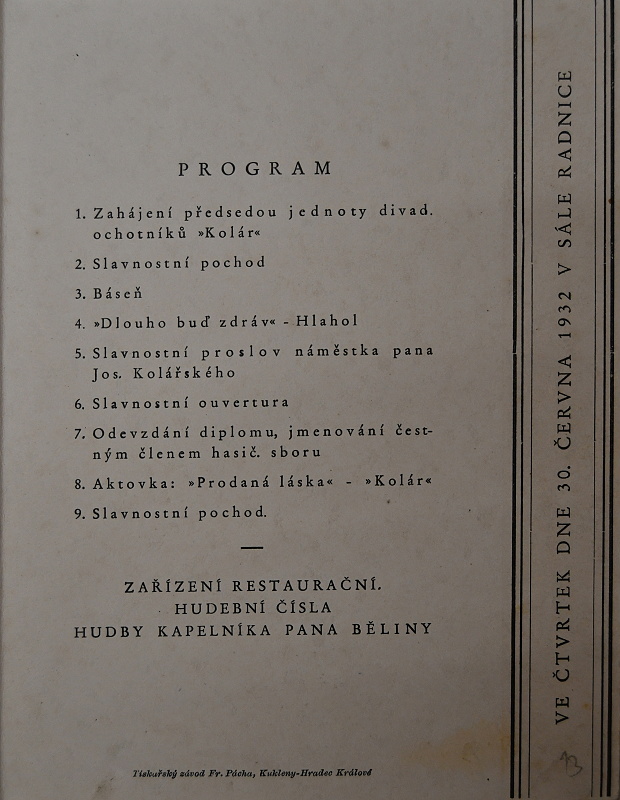 PROGRAM
1. Zahájení předsedou jednoty divad.
ochotníků »Kolár«
2. Slavnostní pochod
3. Báseň
4. »Dlouho buď zdráv« - Hlahol
5. Slavnostní proslov náměstka pana
Jos. Kolářského
6. Slavnostní ouvertura
7. Odevzdání diplomu, jmenování čest-
ným členem hasič. sboru
8. Aktovka: »Prodaná láska« - »Kolár«
9. Slavnostní pochod.
ZAŘÍZENÍ RESTAURAČNÍ.
HUDEBNÍ ČÍSLA
HUDBY KAPELNÍKA PANA BĚLINY
Tiskařský závod Fr. Pácha, Kukleny-Hradec Králové
VE ČTVRTEK DNE 30. ČERVNA 1932 V SÁLE RADNICE